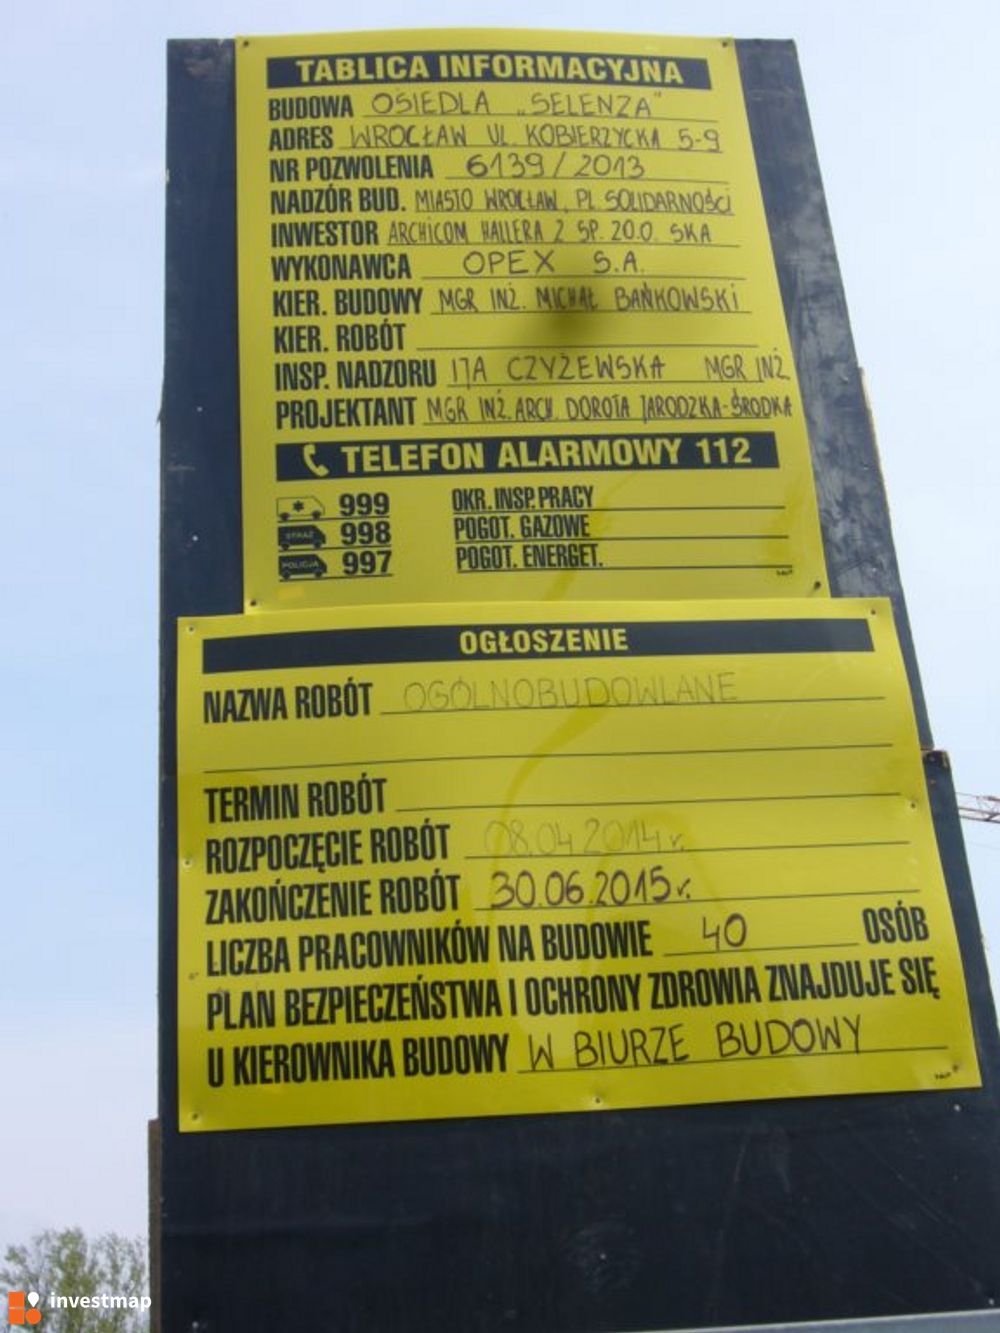 TABLICA INFORMACYJNA
BUDOWA OSIEDLA „SELENZA"
ADRES WROCŁAW UL. KOBIERZYCKA 5-9
NR POZWOLENIA 6139/2013
NADZÓR BUD. MIASTO WROCŁAW, PL. SOLIDARNOŚCI
INWESTOR ARCHICOM HALLERA 2 SP. ZO.O. SKA
WYKONAWCA OPEX S.A.
KIER. BUDOWY MGR INŻ. MICHAŁ BAŃKOWSKI
KIER. ROBÓT
INSP. NADZORU IJA CZYŻEWSKA MGR INŻ
PROJEKTANT MGR INŻ. ARCH. DOROTA JARODZKA-ŚRÓDKA
TELEFON ALARMOWY 112
999 OKR. INSP. PRACY
STRAŻ 998 POGOT. GAZOWE
POLICJA 997 POGOT. ENERGET.
OGŁOSZENIE
NAZWA ROBÓT OGÓLNOBUDOWLANE
TERMIN ROBÓT
ROZPOCZĘCIE ROBÓT 08.04.2014 r.
ZAKOŃCZENIE ROBÓT 30.06.2015 r.
LICZBA PRACOWNIKÓW NA BUDOWIE 40 OSÓB
PLAN BEZPIECZEŃSTWA I OCHRONY ZDROWIA ZNAJDUJE SIĘ
U KIEROWNIKA BUDOWY W BIURZE BUDOWY
investmap